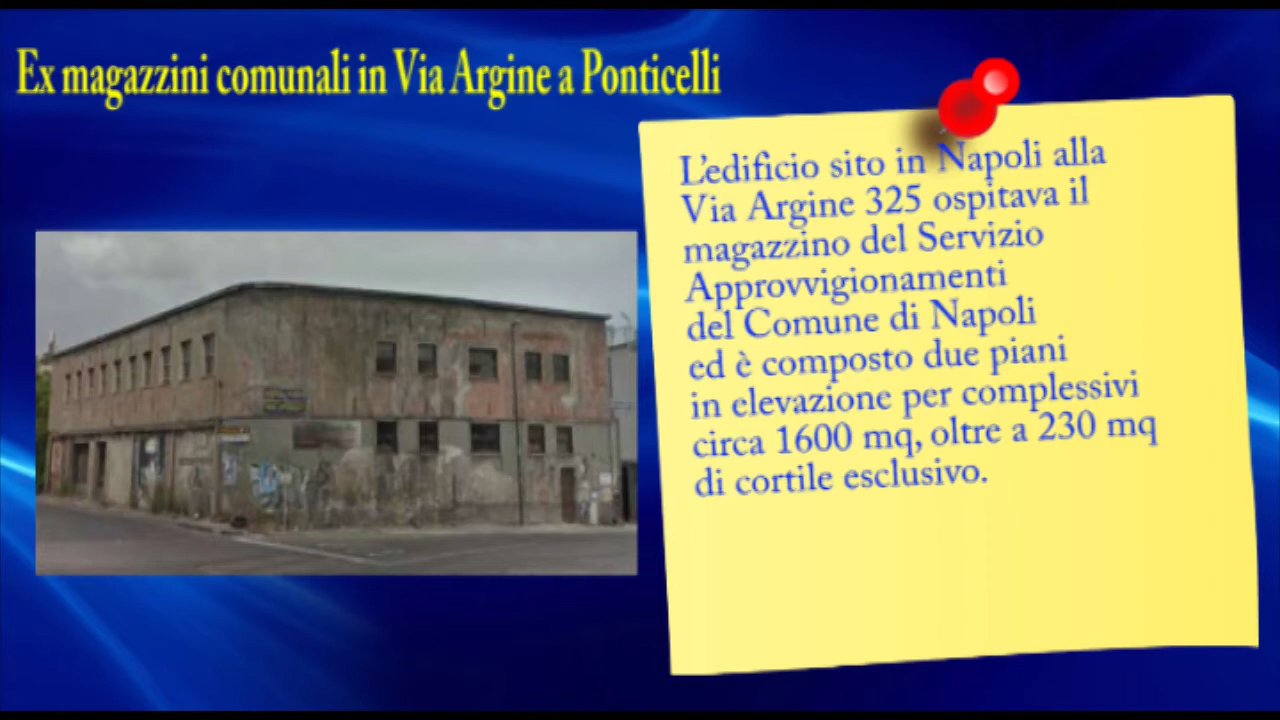 Ex magazzini comunali in Via Argine a Ponticelli
L'edificio sito in Napoli alla
Via Argine 325 ospitava il
magazzino del Servizio
Approvvigionamenti
del Comune di Napoli
ed è composto due piani
in elevazione per complessivi
circa 1600 mq, oltre a 230 mq
di cortile esclusivo.